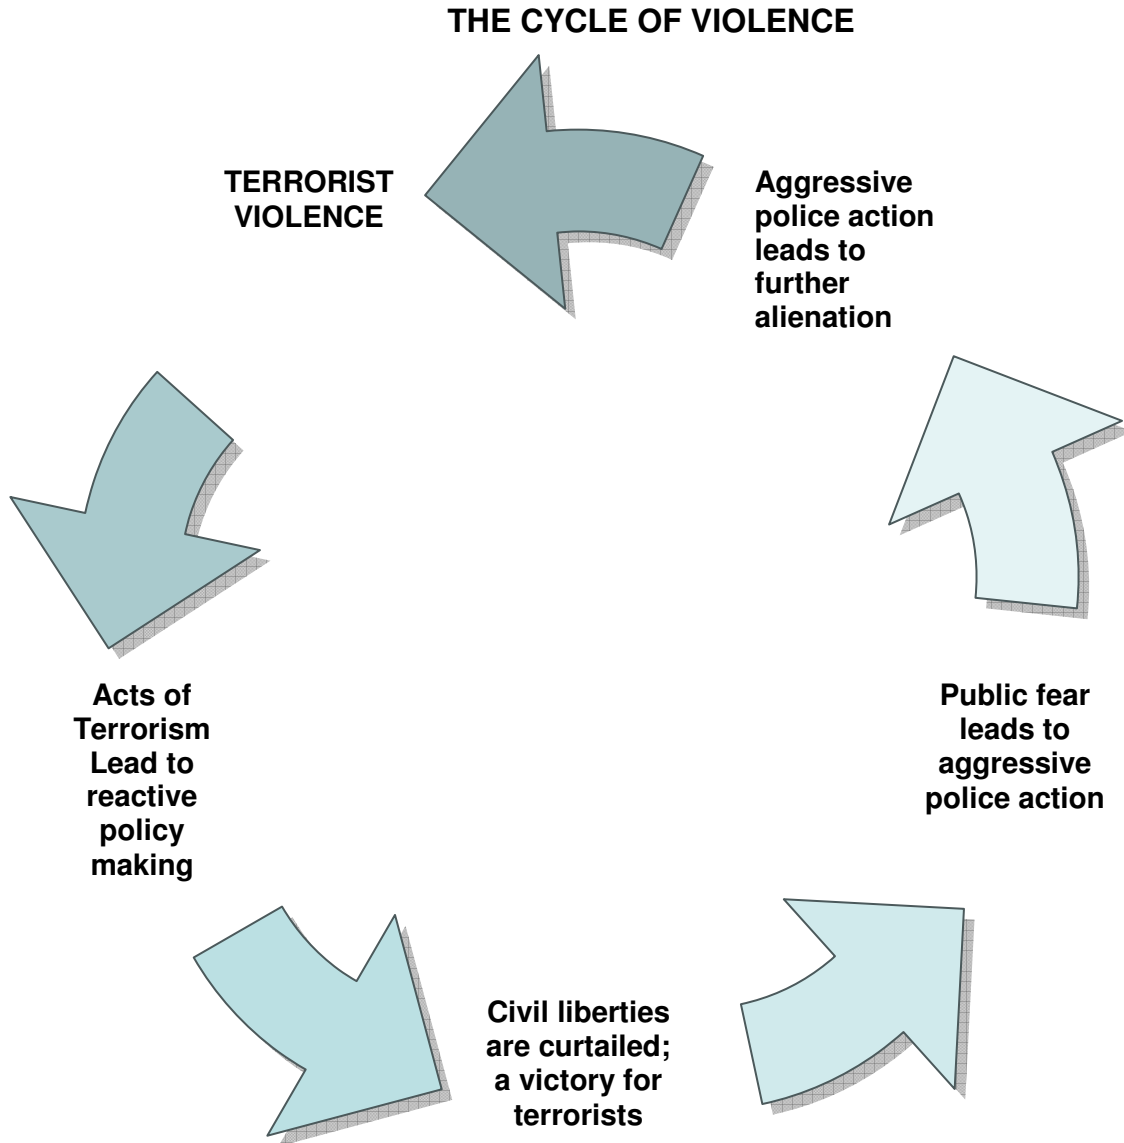 THE CYCLE OF VIOLENCE
TERRORIST
VIOLENCE
Aggressive
police action
leads to
further
alienation
Acts of
Terrorism
Lead to
reactive
policy
making
Public fear
leads to
aggressive
police action
Civil liberties
are curtailed;
a victory for
terrorists